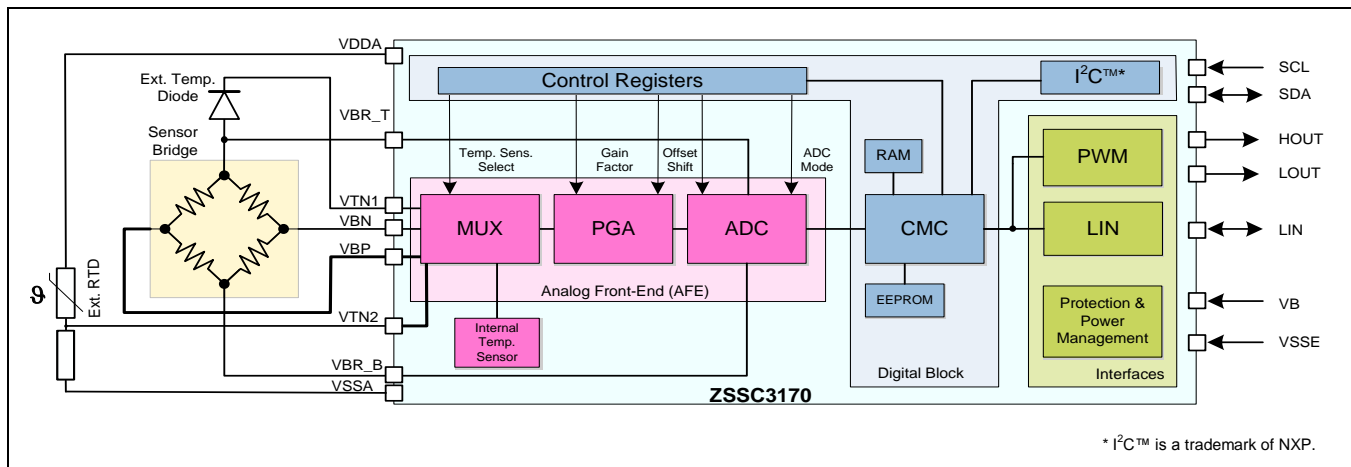 VDDA
Ext. Temp.
Diode
VBR_T
Sensor
Bridge
VTN1
VBN
VBP
ϑ
Ext. RTD
VTN2
VBR_B
VSSA
Control Registers
I²C™*
Temp. Sens.
Select
Gain
Factor
Offset
Shift
ADC
Mode
MUX
PGA
ADC
Analog Front-End (AFE)
Internal
Temp.
Sensor
RAM
CMC
EEPROM
Digital Block
PWM
LIN
Protection &
Power
Management
Interfaces
ZSSC3170
SCL
SDA
HOUT
LOUT
LIN
VB
VSSE
* I²C™ is a trademark of NXP.